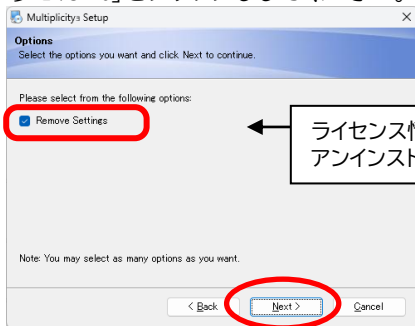 Multiplicity³ Setup
Options
Select the options you want and click Next to continue.
Please select from the following options:
Remove Settings
ライセンス
アンインスト
Note: You may select as many options as you want.
< Back
Next >
Cancel